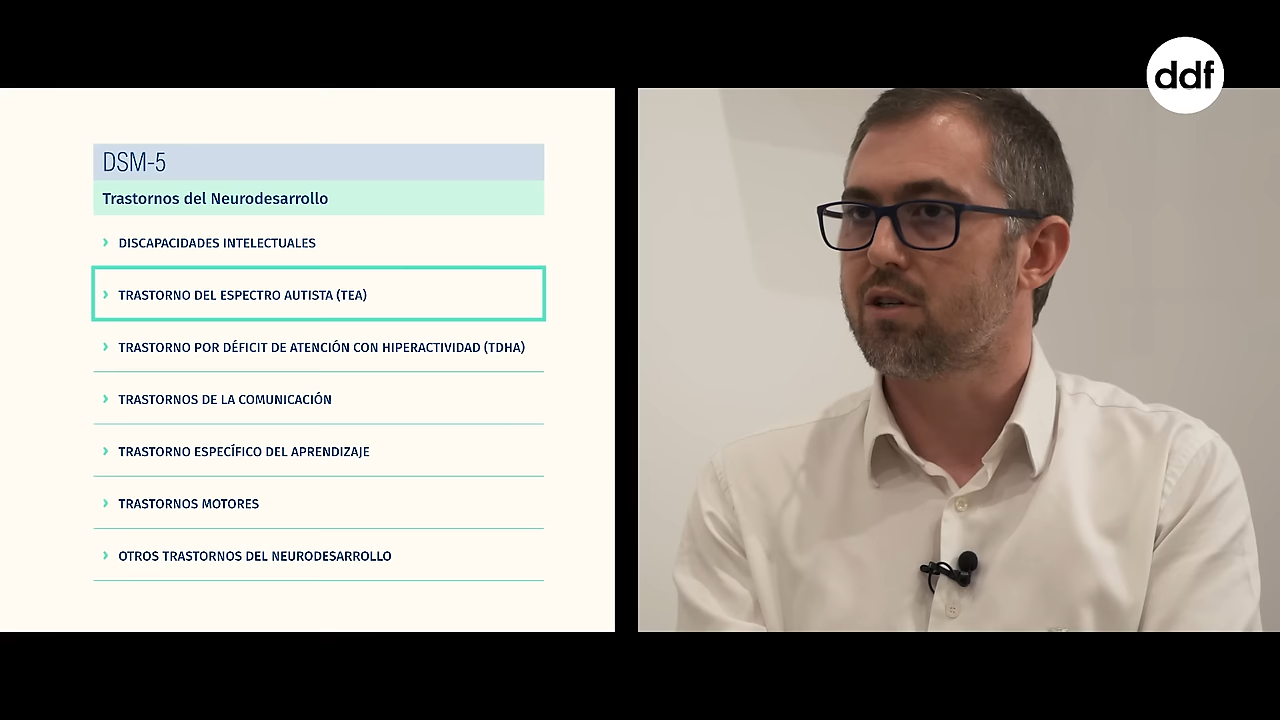 DSM-5
Trastornos del Neurodesarrollo
› DISCAPACIDADES INTELECTUALES
› TRASTORNO DEL ESPECTRO AUTISTA (TEA)
› TRASTORNO POR DÉFICIT DE ATENCIÓN CON HIPERACTIVIDAD (TDHA)
› TRASTORNOS DE LA COMUNICACIÓN
› TRASTORNO ESPECÍFICO DEL APRENDIZAJE
› TRASTORNOS MOTORES
› OTROS TRASTORNOS DEL NEURODESARROLLO
ddf